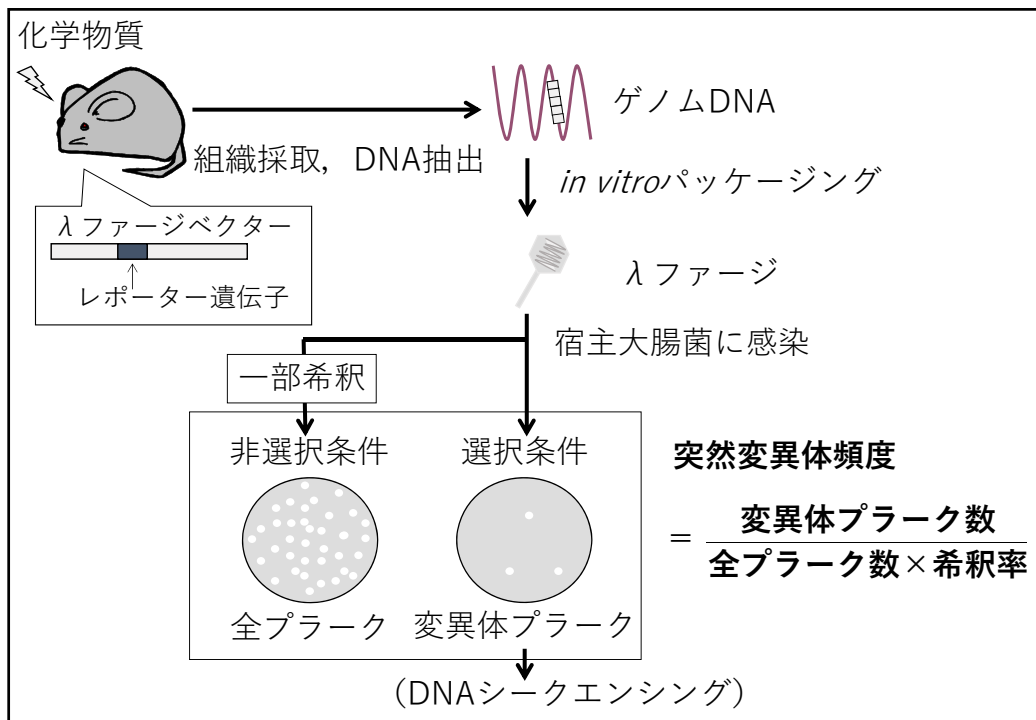 化学物質
ゲノムDNA
組織採取，DNA抽出
in vitroパッケージング
λファージベクター
レポーター遺伝子
λファージ
宿主大腸菌に感染
一部希釈
非選択条件
選択条件
全プラーク
変異体プラーク
突然変異体頻度
= 変異体プラーク数
全プラーク数×希釈率
（DNAシークエンシング）